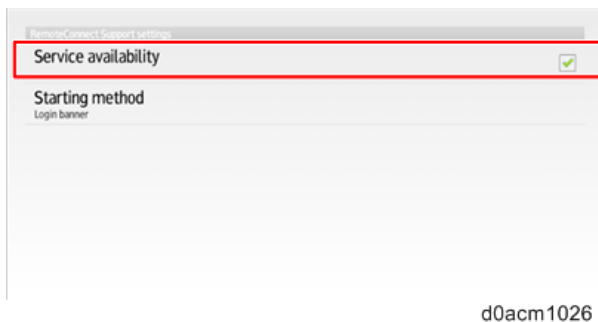 RemoteConnect Support settings
Service availability
Starting method
Login banner
d0acm1026